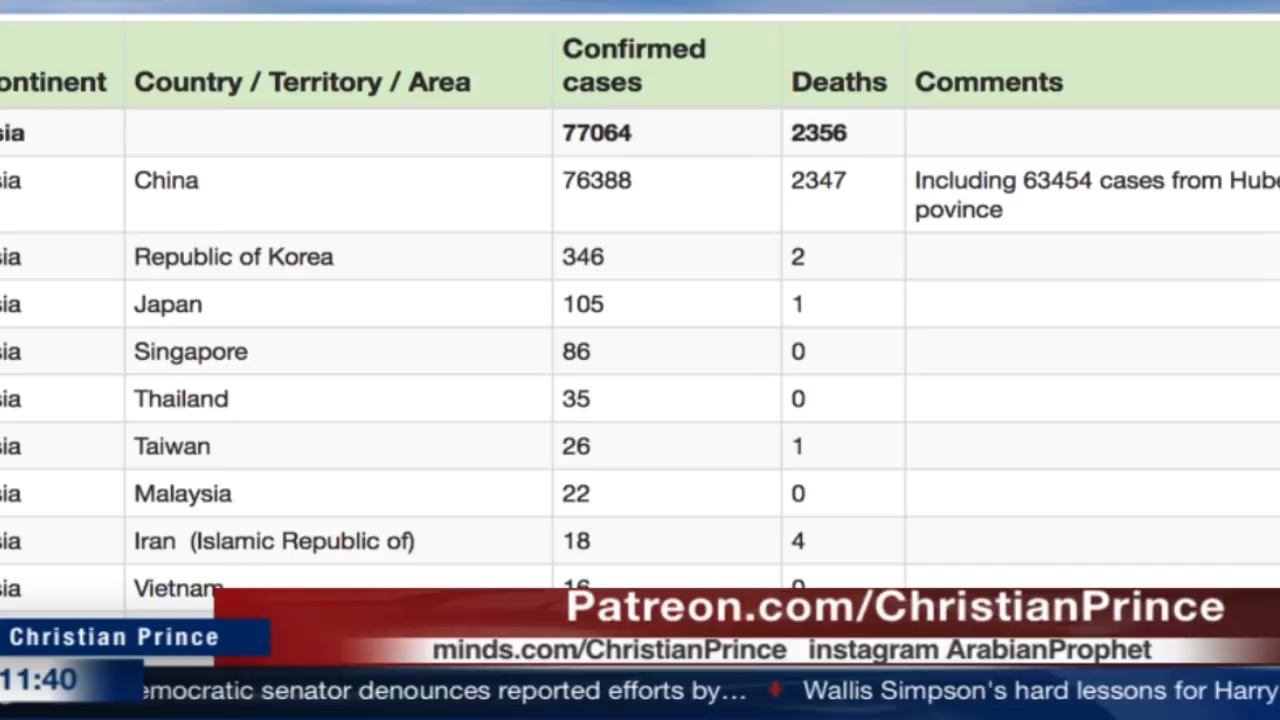 ontinent Country / Territory / Area Confirmed cases Deaths Comments
sia 77064 2356
sia China 76388 2347 Including 63454 cases from Hube
povince
sia Republic of Korea 346 2
sia Japan 105 1
sia Singapore 86 0
sia Thailand 35 0
sia Taiwan 26 1
sia Malaysia 22 0
sia Iran (Islamic Republic of) 18 4
sia Vietnam 16 0
Patreon.com/ChristianPrince
Christian Prince
minds.com/ChristianPrince instagram ArabianProphet
11:40
emocratic senator denounces reported efforts by... Wallis Simpson's hard lessons for Harry